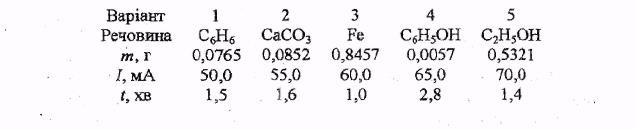 Варіант 1 2 3 4 5
Речовина C₆H₆ CaCO₃ Fe C₆H₅OH C₂H₅OH
m, г 0,0765 0,0852 0,8457 0,0057 0,5321
I, мА 50,0 55,0 60,0 65,0 70,0
t, хв 1,5 1,6 1,0 2,8 1,4